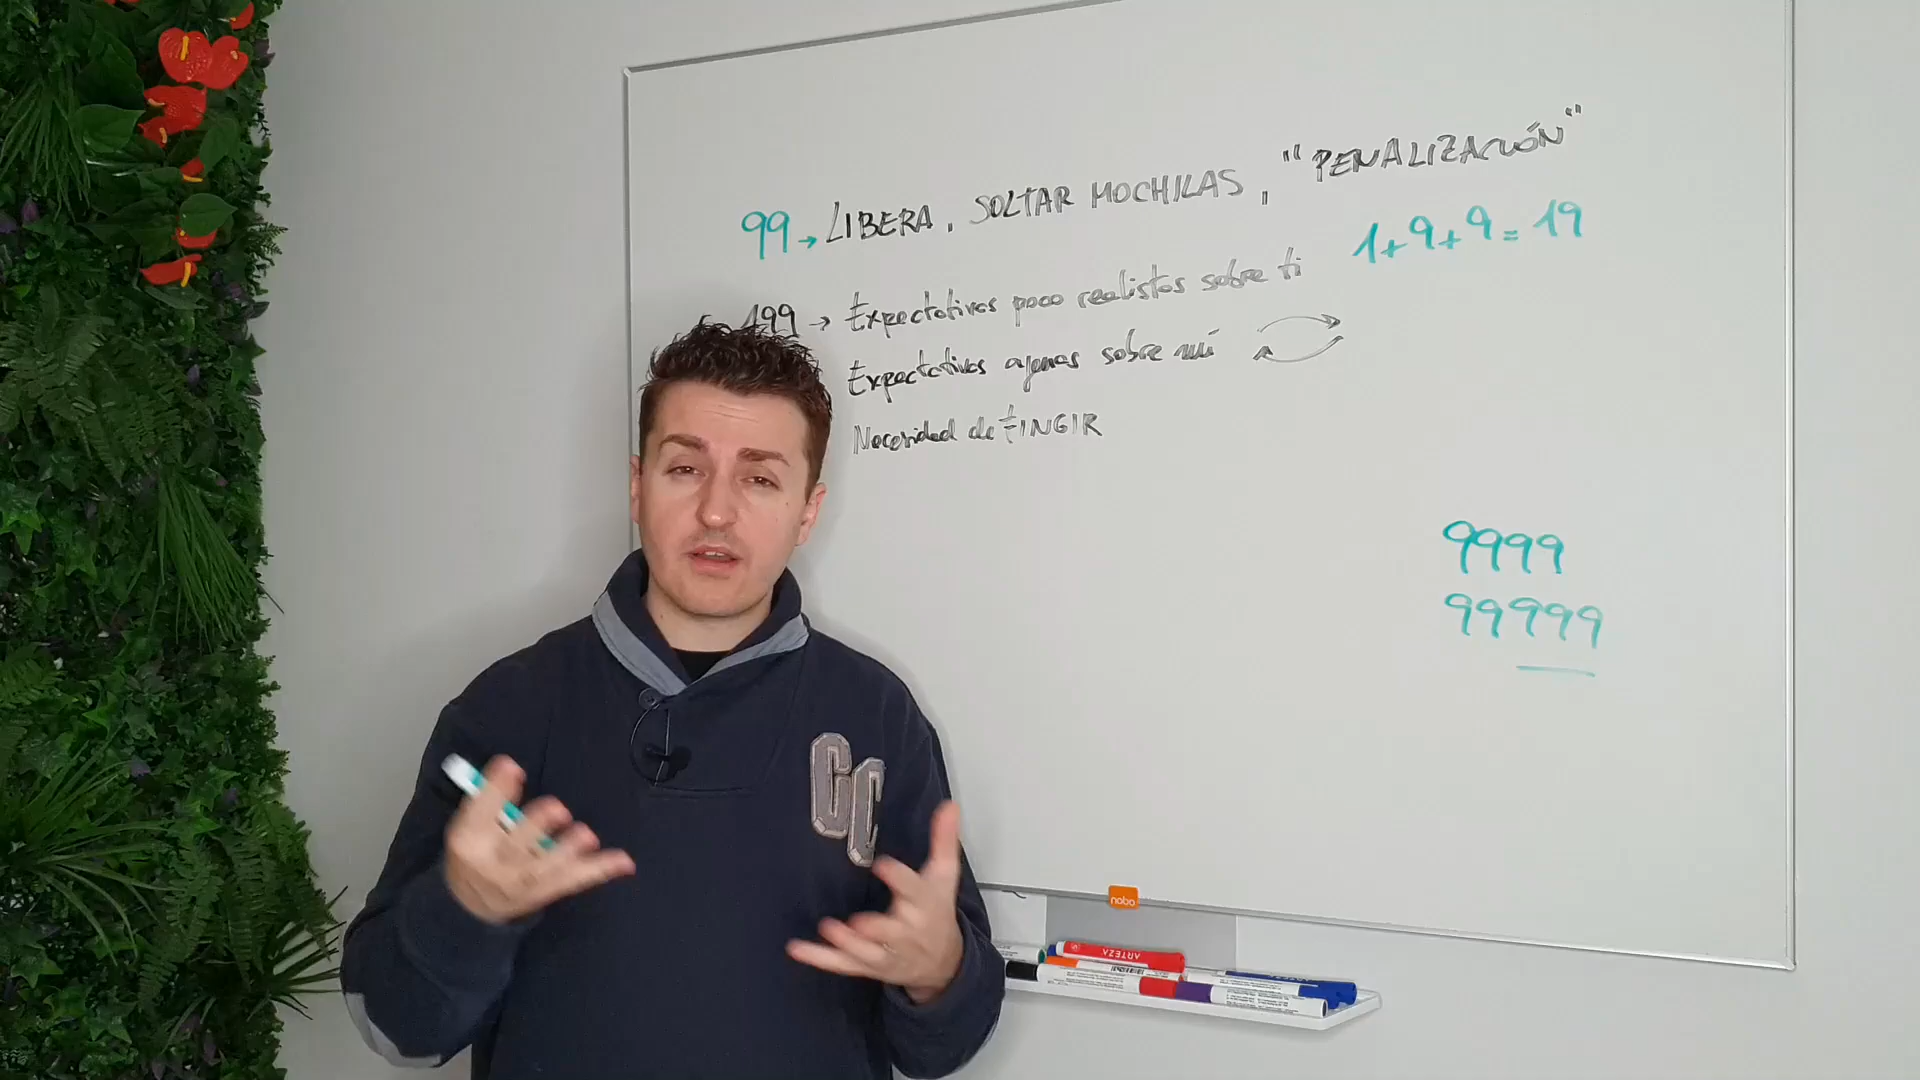 99 → LIBERA, SOLTAR MOCHILAS, "PENALIZACIÓN"
1+9+9=19
199 → Expectativas poco realistas sobre ti
Expectativas ajenas sobre mí
Necesidad de FINGIR
9999
99999
GC
nobo
ARTEZA